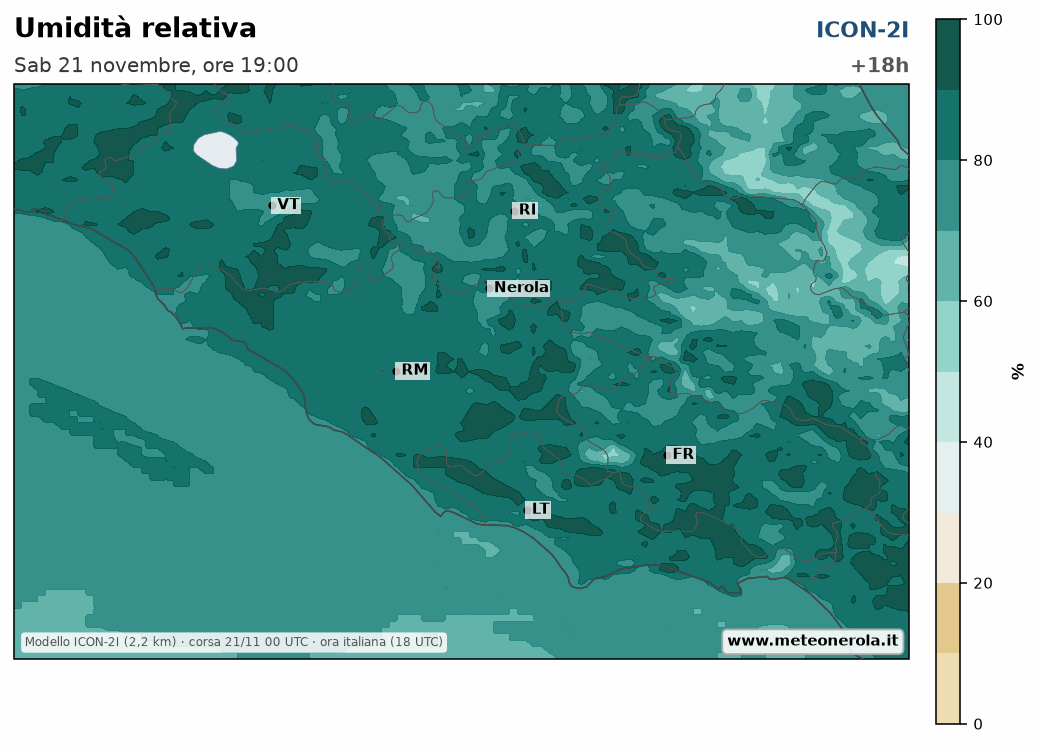 Umidità relativa
ICON-2I
Sab 21 novembre, ore 19:00
+18h
100
80
60
40
20
0
%
VT
RI
Nerola
RM
FR
LT
Modello ICON-2I (2,2 km) · corsa 21/11 00 UTC · ora italiana (18 UTC)
www.meteonerola.it